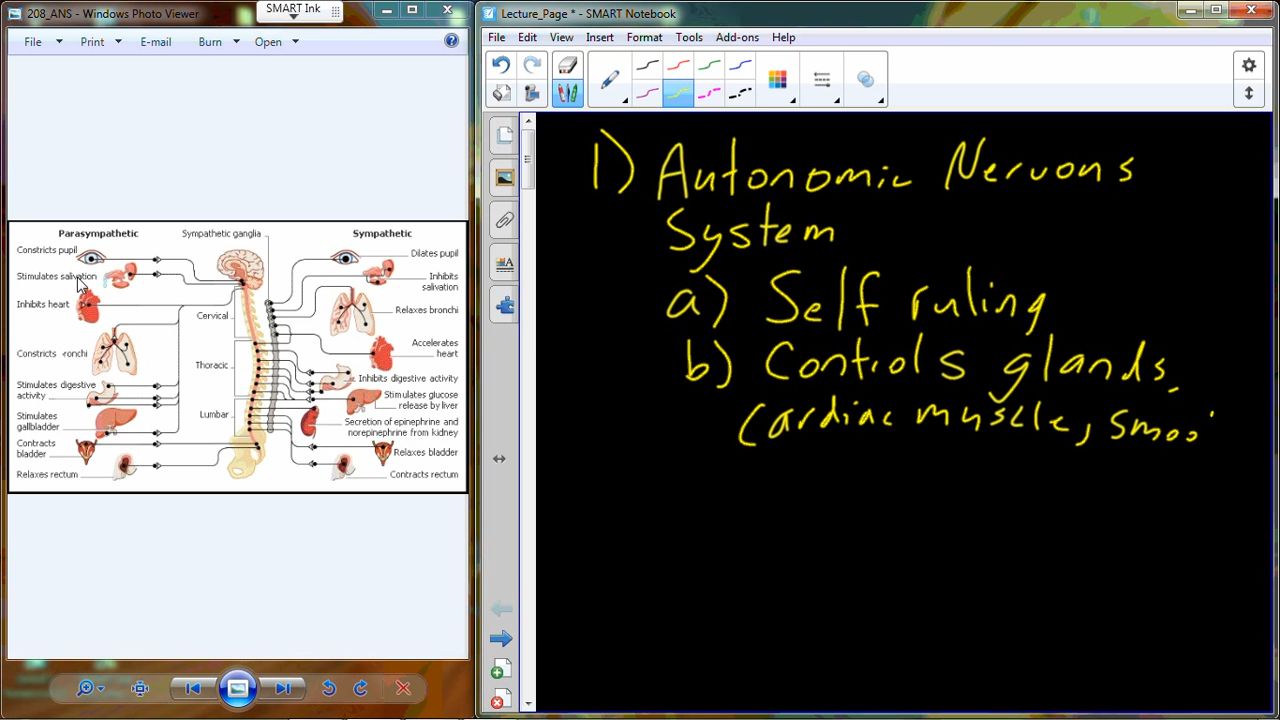 208_ANS - Windows Photo Viewer
SMART Ink
File Print E-mail Burn Open
Parasympathetic
Sympathetic ganglia
Sympathetic
Constricts pupil
Stimulates salivation
Inhibits heart
Constricts ronchi
Stimulates digestive
activity
Stimulates
gallbladder
Contracts
bladder
Relaxes rectum
Cervical
Thoracic
Lumbar
Dilates pupil
Inhibits
salivation
Relaxes bronchi
Accelerates
heart
Inhibits digestive activity
Stimulates glucose
release by liver
Secretion of epinephrine and
norepinephrine from kidney
Relaxes bladder
Contracts rectum
Lecture_Page * - SMART Notebook
File Edit View Insert Format Tools Add-ons Help
1) Autonomic Nervous
System
a) Self ruling
b) Controls glands,
cardiac muscle, smoo